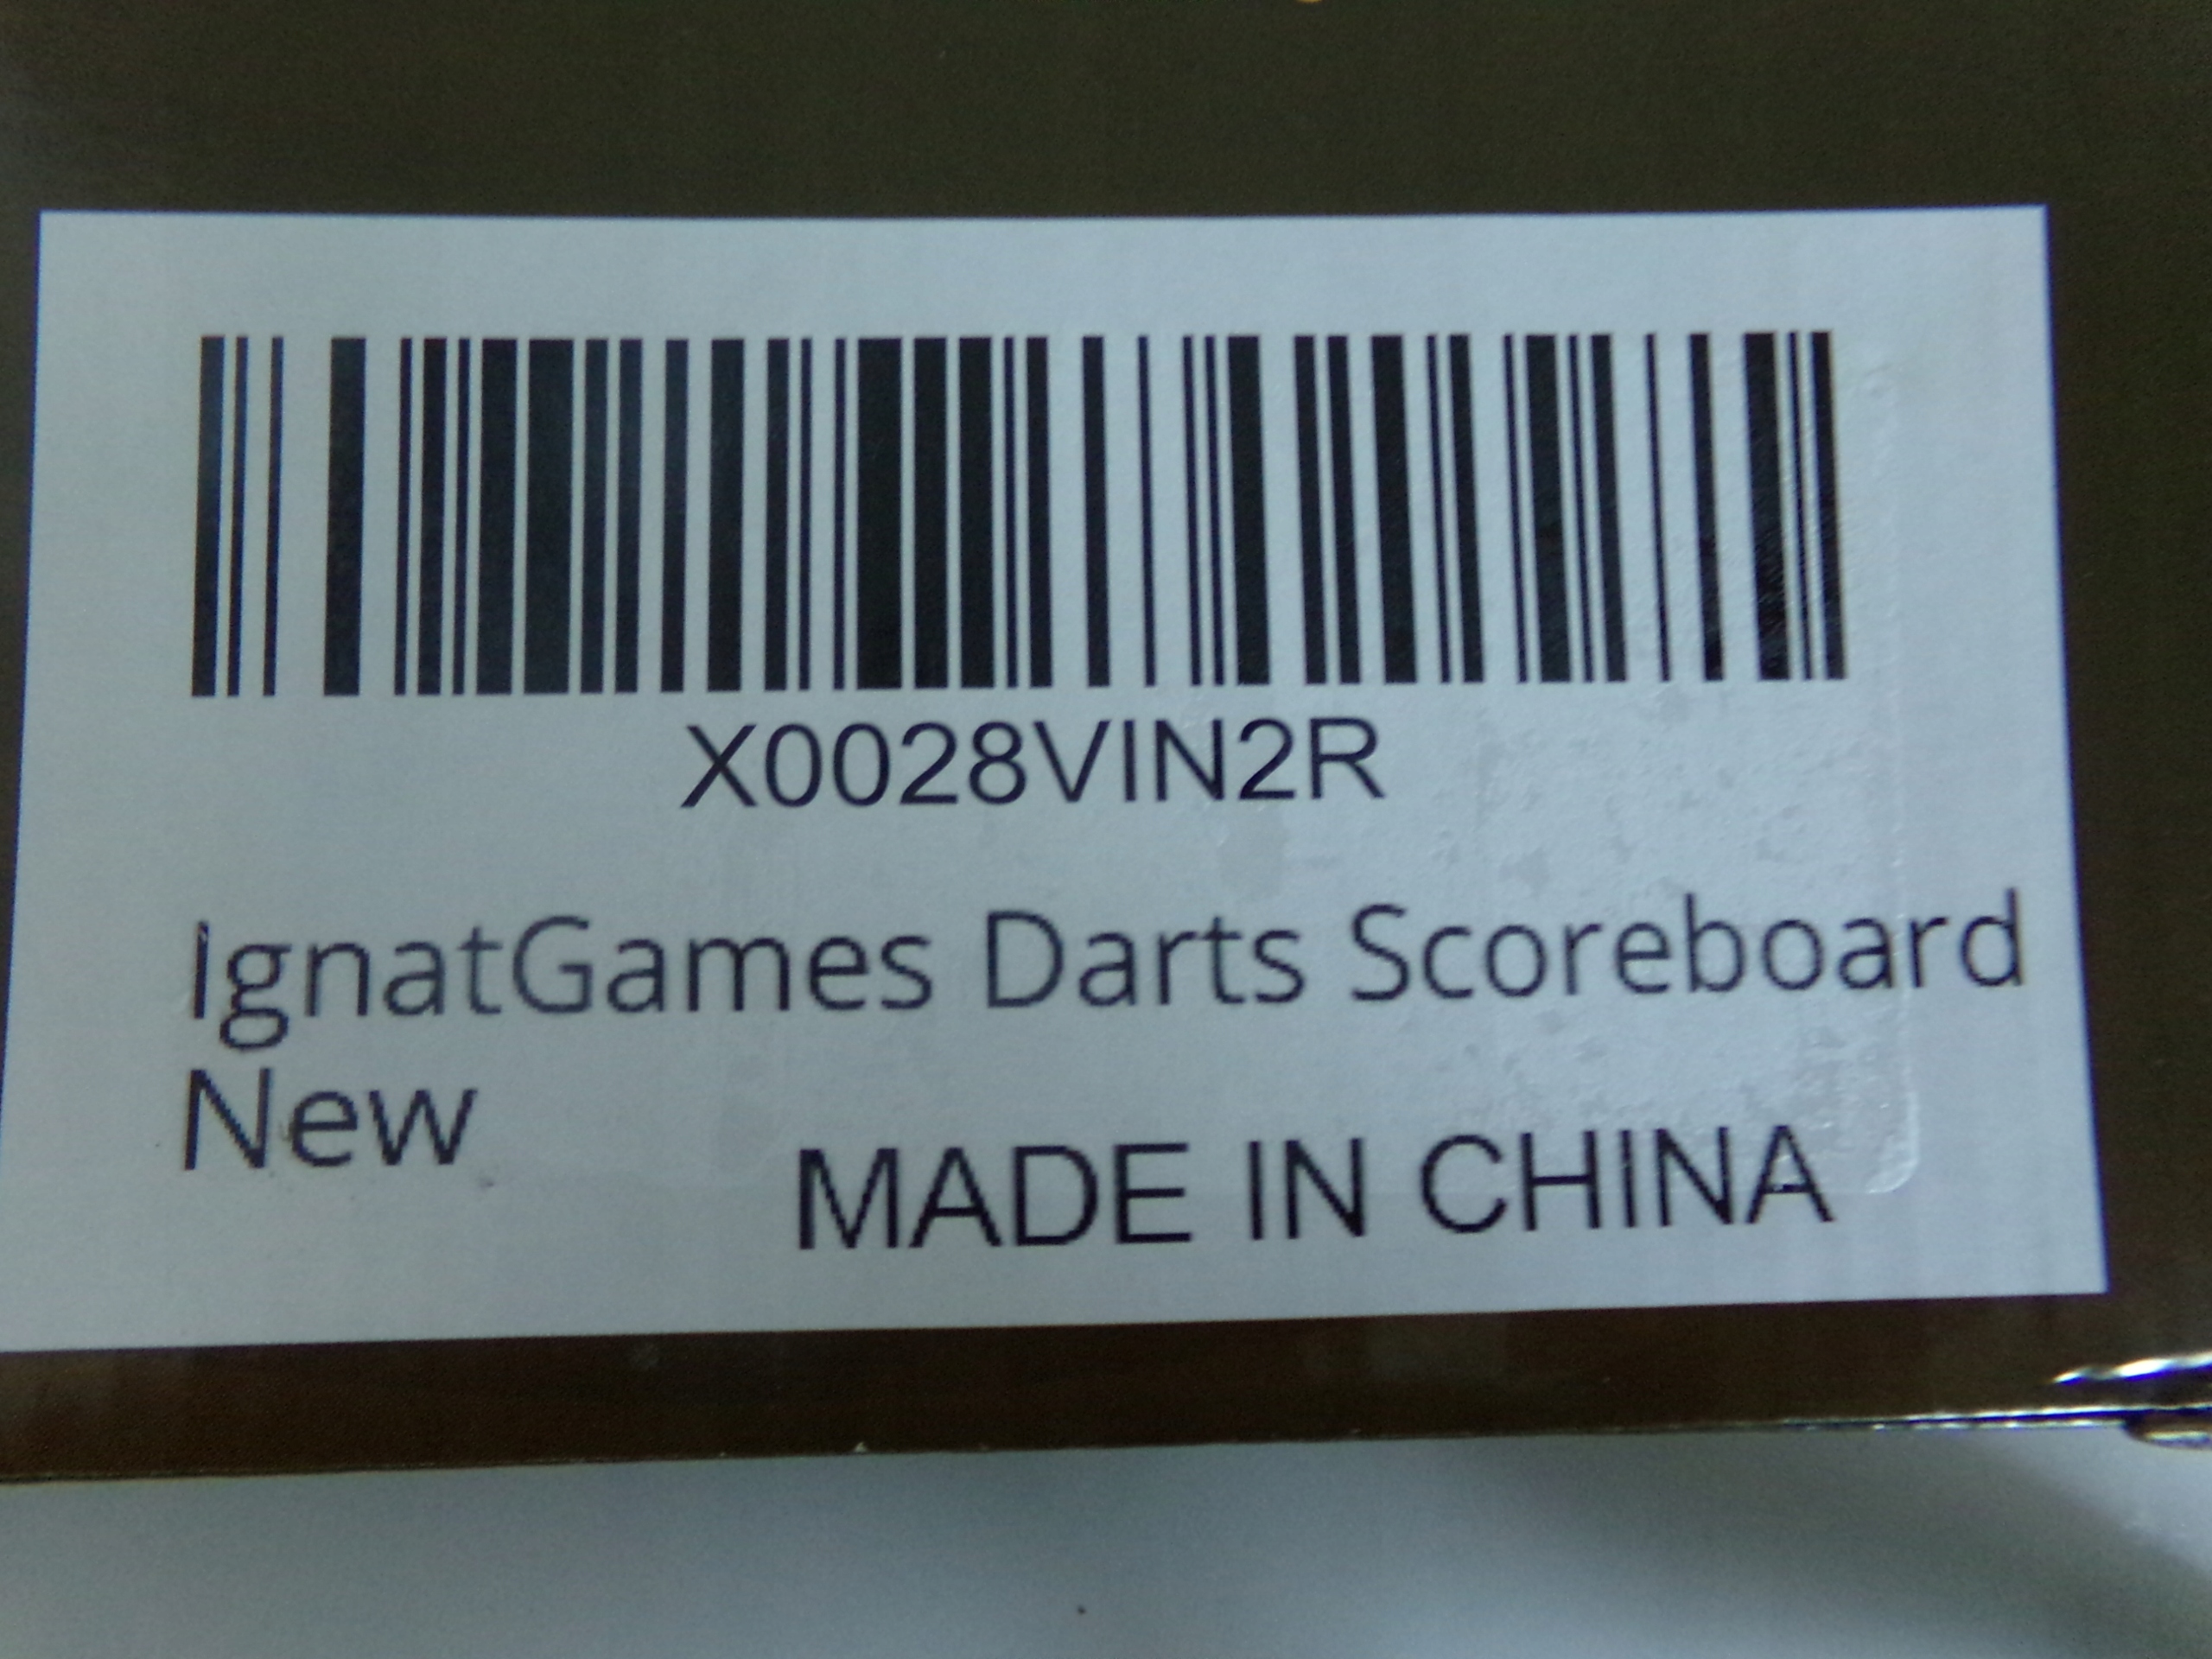 X0028VIN2R
IgnatGames Darts Scoreboard
New
MADE IN CHINA